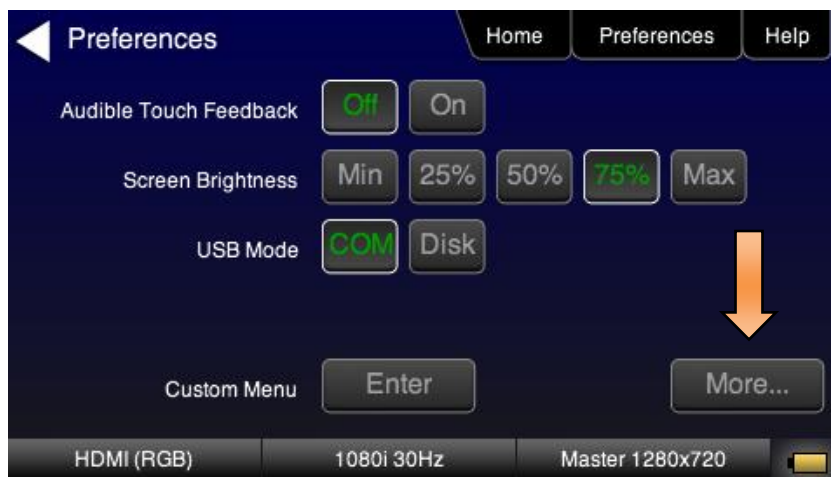 Preferences Home Preferences Help
Audible Touch Feedback Off On
Screen Brightness Min 25% 50% 75% Max
USB Mode COM Disk
Custom Menu Enter More...
HDMI (RGB) 1080i 30Hz Master 1280x720